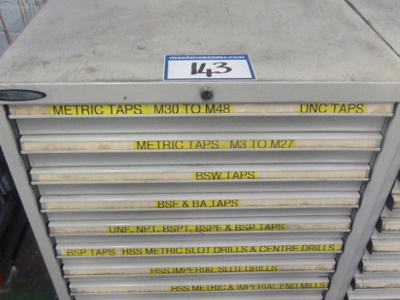 machinebidder.com
143
METRIC TAPS M30 TO M48 UNC TAPS
METRIC TAPS M3 TO M27
BSW TAPS
BSF & BA TAPS
UNF, NPT, BSPT, BSPF & BSP TAPS
BSP TAPS HSS METRIC SLOT DRILLS & CENTRE DRILLS
HSS IMPERIAL SLOT DRILLS
HSS METRIC & IMPERIAL END MILLS